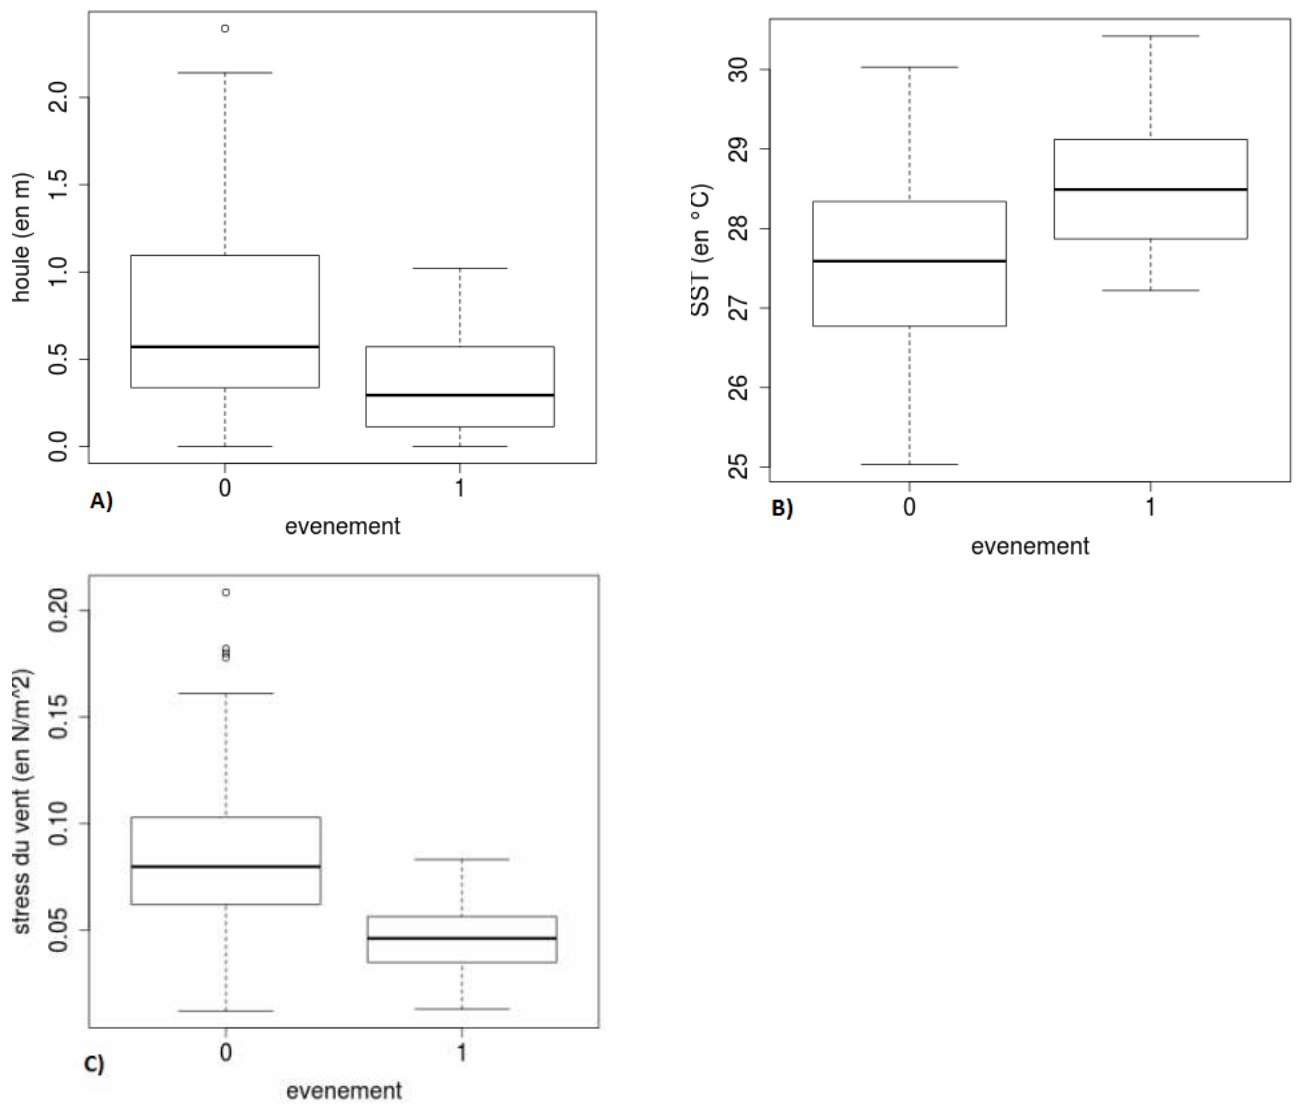 houle (en m)
2.0
1.5
1.0
0.5
0.0
0 1
A)
evenement
SST (en °C)
30
29
28
27
26
25
0 1
B)
evenement
stress du vent (en N/m^2)
0.20
0.15
0.10
0.05
0 1
C)
evenement